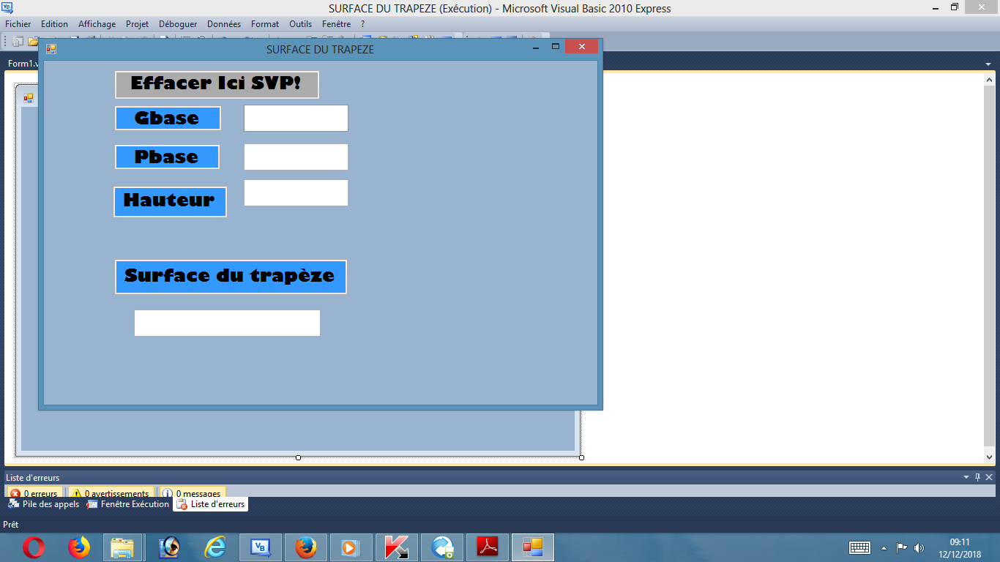 SURFACE DU TRAPEZE (Exécution) - Microsoft Visual Basic 2010 Express
Fichier Edition Affichage Projet Déboguer Données Format Outils Fenêtre ?
SURFACE DU TRAPEZE
Form1.v
Effacer Ici SVP!
Gbase
Pbase
Hauteur
Surface du trapèze
Liste d'erreurs
0 erreurs 0 avertissements 0 messages
Pile des appels Fenêtre Exécution Liste d'erreurs
Prêt
VB
09:11
12/12/2018